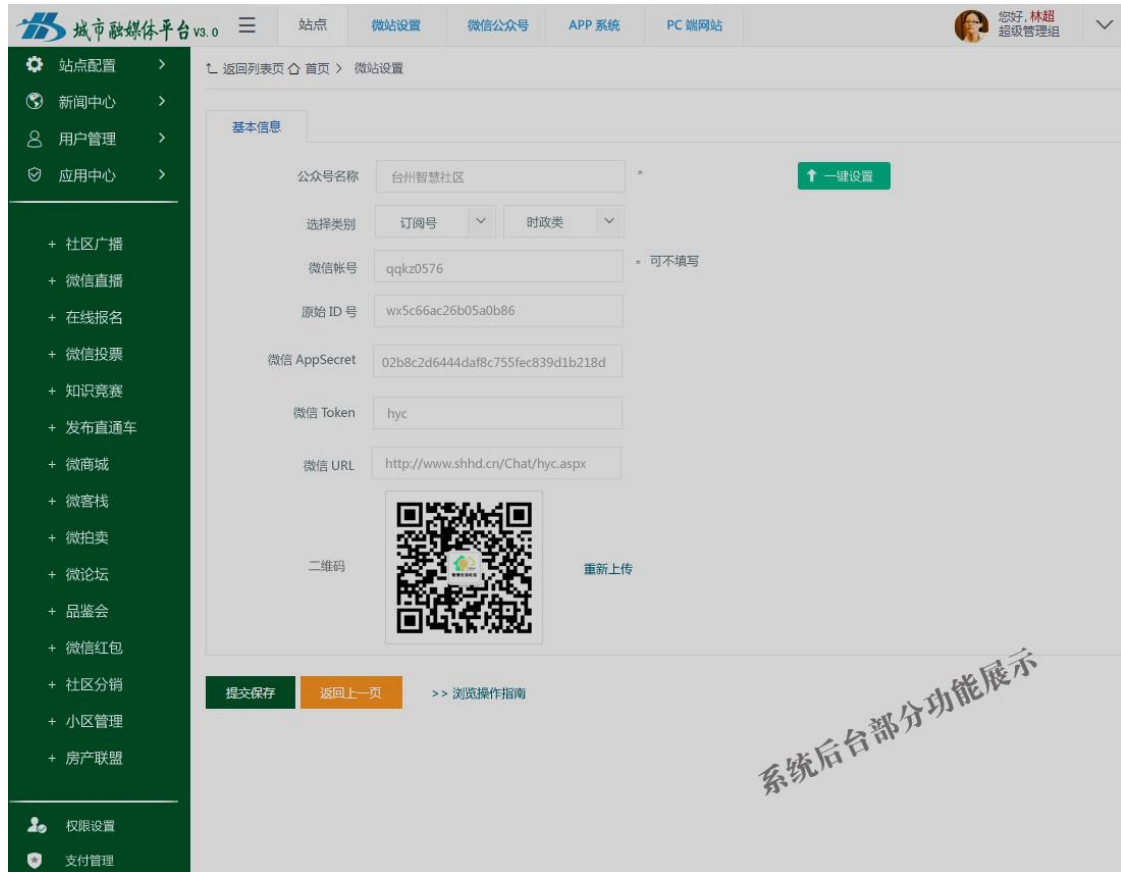 城市融媒体平台 V3.0
站点 微站设置 微信公众号 APP 系统 PC 端网站
您好, 林超
超级管理组
站点配置
新闻中心
用户管理
应用中心
+ 社区广播
+ 微信直播
+ 在线报名
+ 微信投票
+ 知识竞赛
+ 发布直通车
+ 微商城
+ 微客栈
+ 微拍卖
+ 微论坛
+ 品鉴会
+ 微信红包
+ 社区分销
+ 小区管理
+ 房产联盟
权限设置
支付管理
返回列表页 首页 > 微站设置
基本信息
公众号名称 台州智慧社区 * 一键设置
选择类别 订阅号 时政类
微信帐号 qqkz0576 * 可不填写
原始 ID 号 wx5c66ac26b05a0b86
微信 AppSecret 02b8c2d6444daf8c755fec839d1b218d
微信 Token hyc
微信 URL http://www.shhd.cn/Chat/hyc.aspx
二维码 重新上传
提交保存 返回上一页 >> 浏览操作指南
系统后台部分功能展示